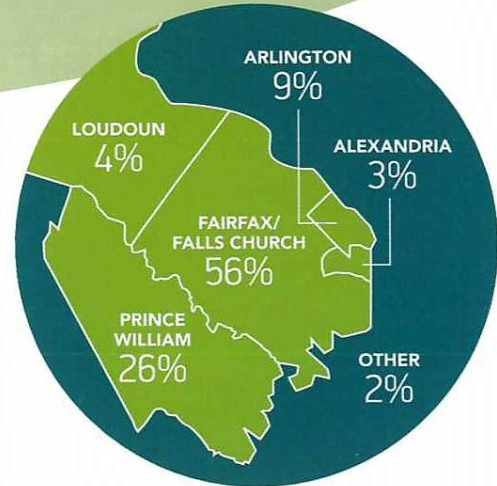 ARLINGTON
9%
LOUDOUN
4%
ALEXANDRIA
3%
FAIRFAX/
FALLS CHURCH
56%
PRINCE
WILLIAM
26%
OTHER
2%